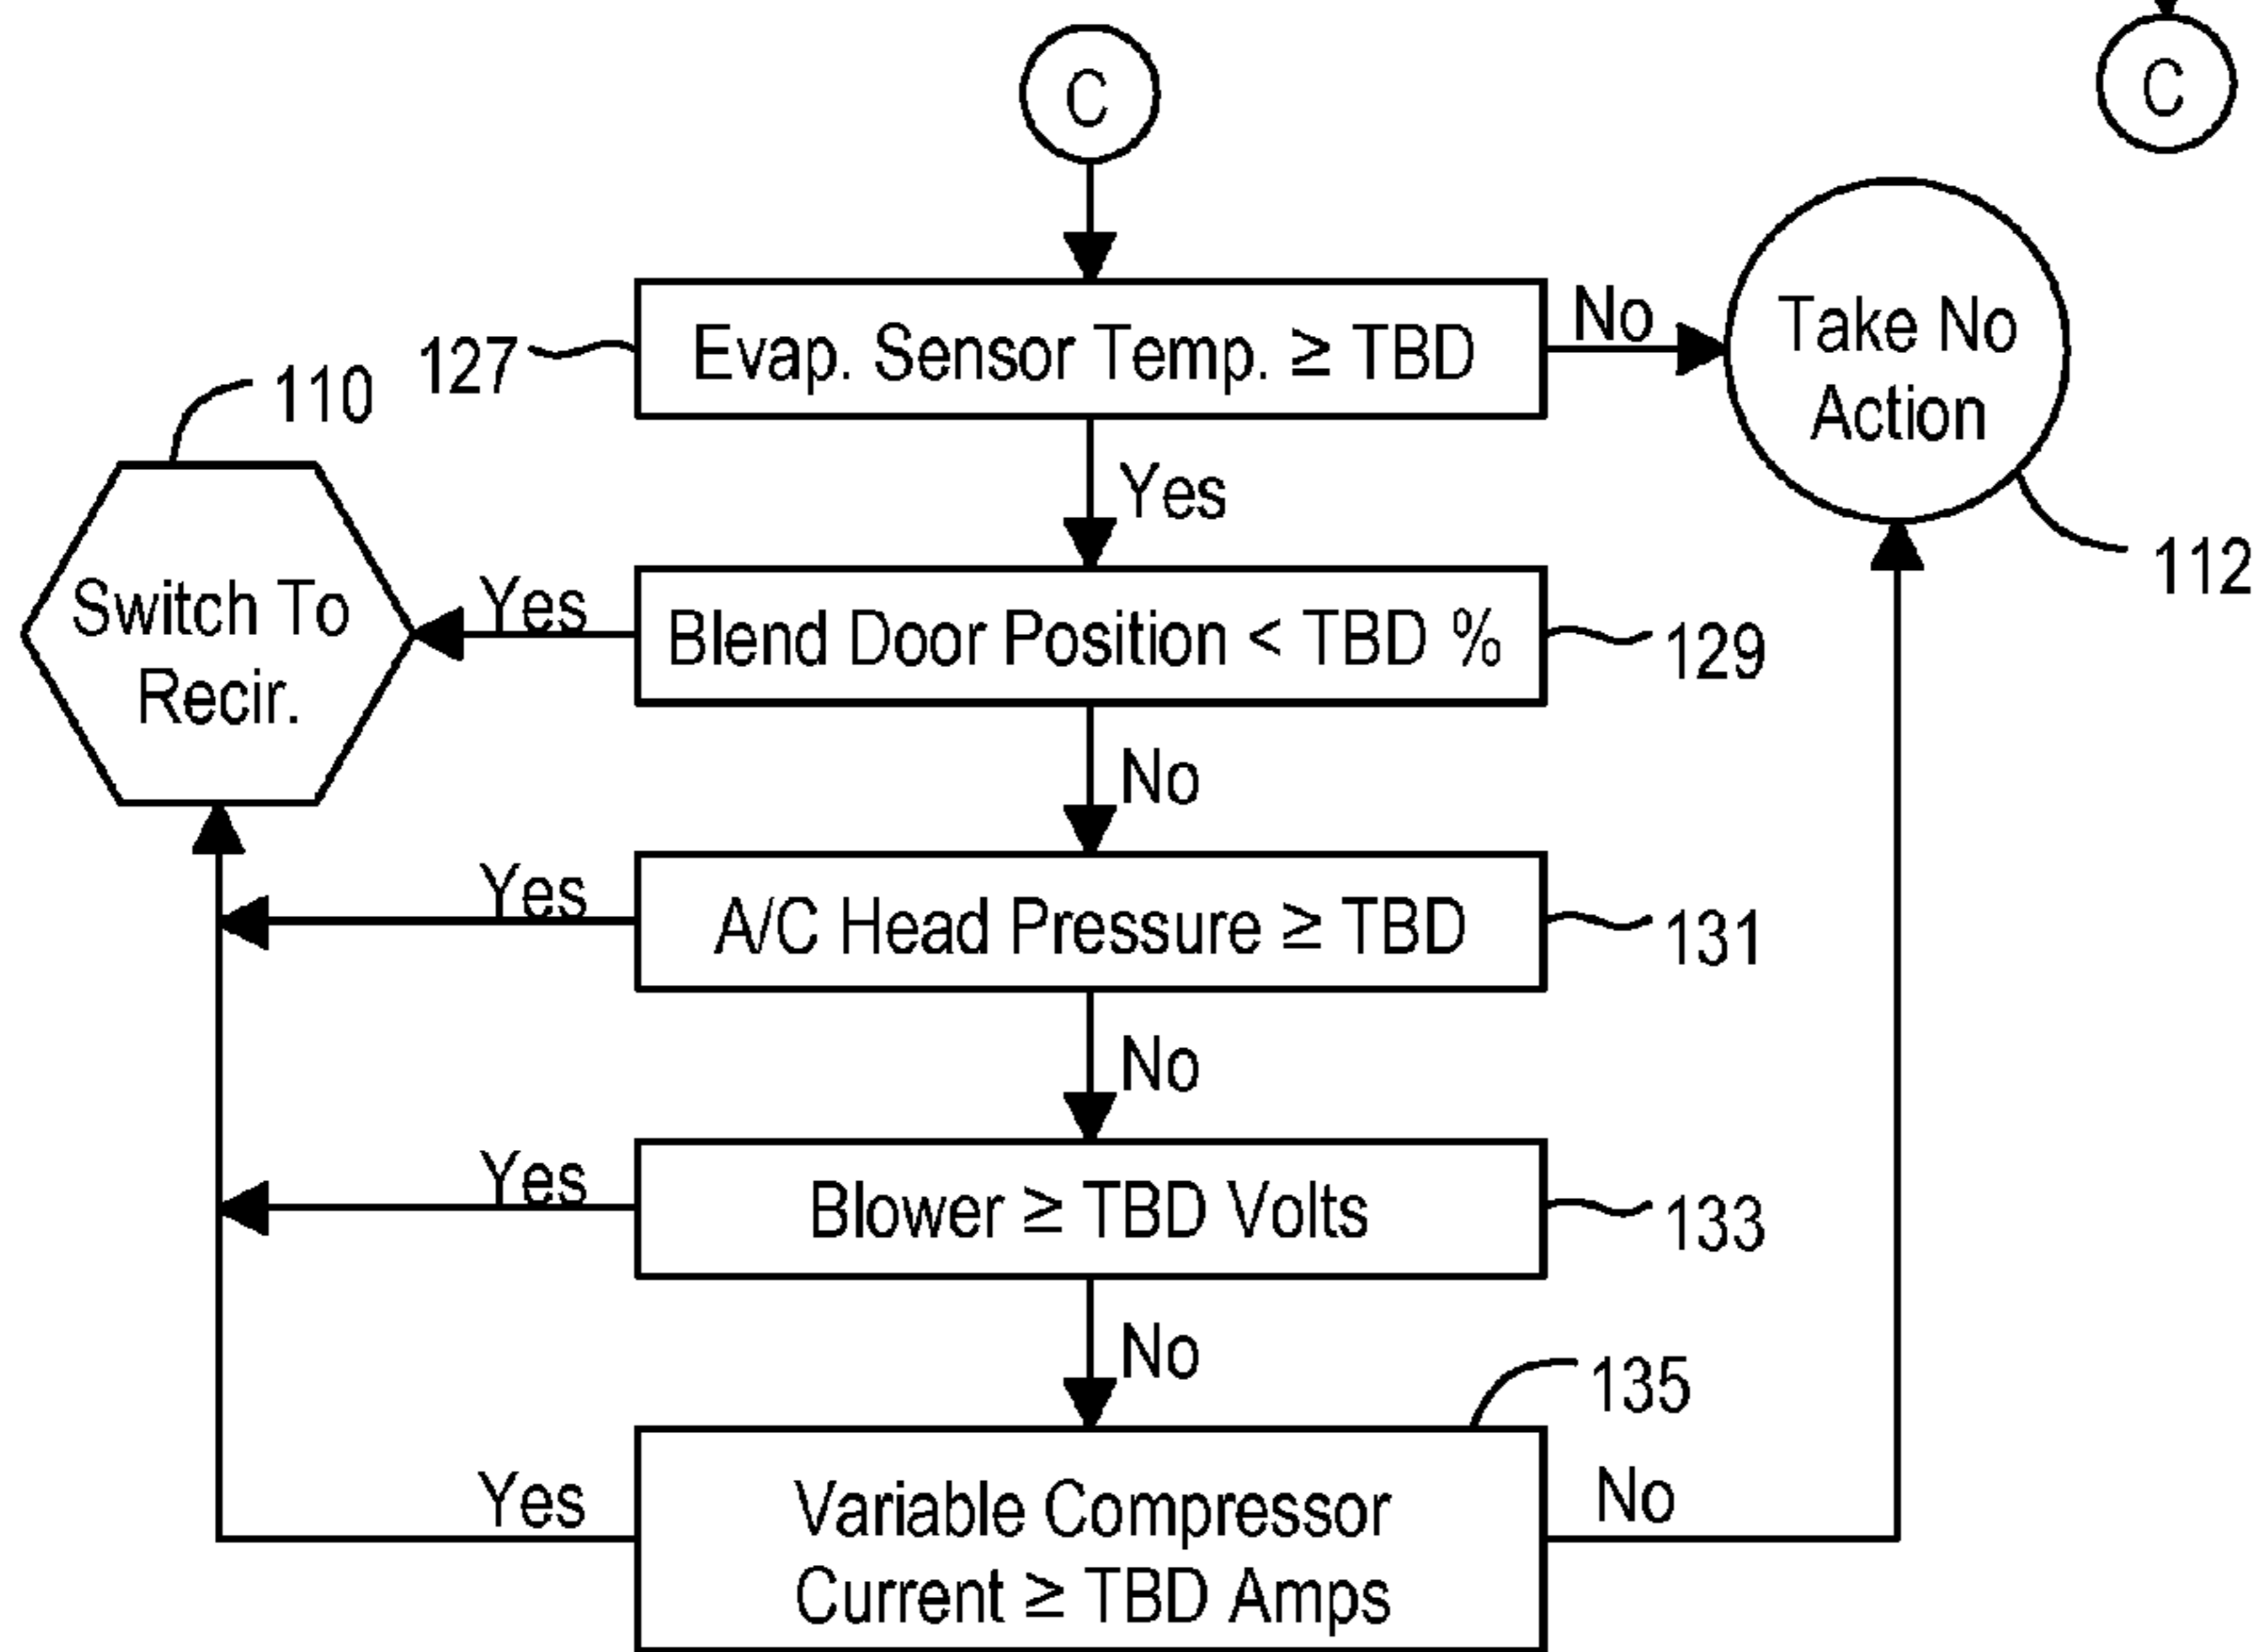 C
C
127
Evap. Sensor Temp. ≥ TBD
No
Take No
Action
112
110
Switch To
Recir.
Yes
Yes
Blend Door Position < TBD %
129
No
Yes
A/C Head Pressure ≥ TBD
131
No
Yes
Blower ≥ TBD Volts
133
No
135
Yes
Variable Compressor
Current ≥ TBD Amps
No